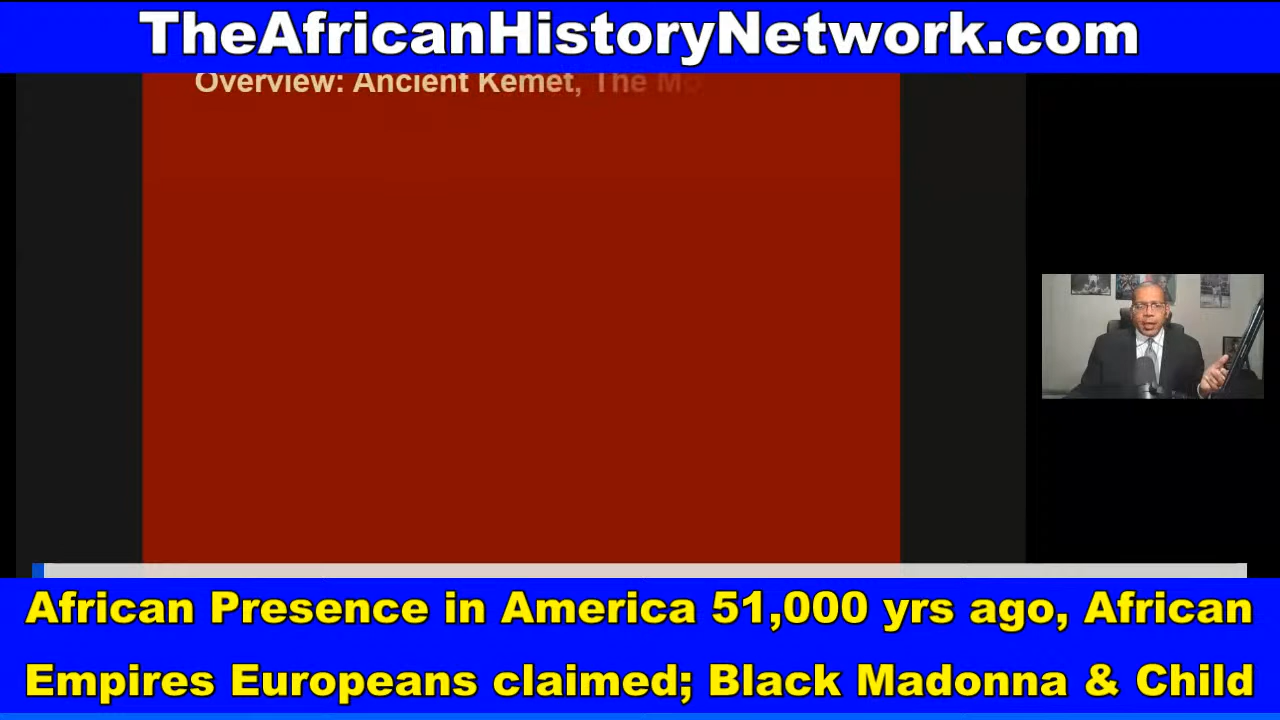 TheAfricanHistoryNetwork.com
Overview: Ancient Kemet, The
African Presence in America 51,000 yrs ago, African
Empires Europeans claimed; Black Madonna & Child